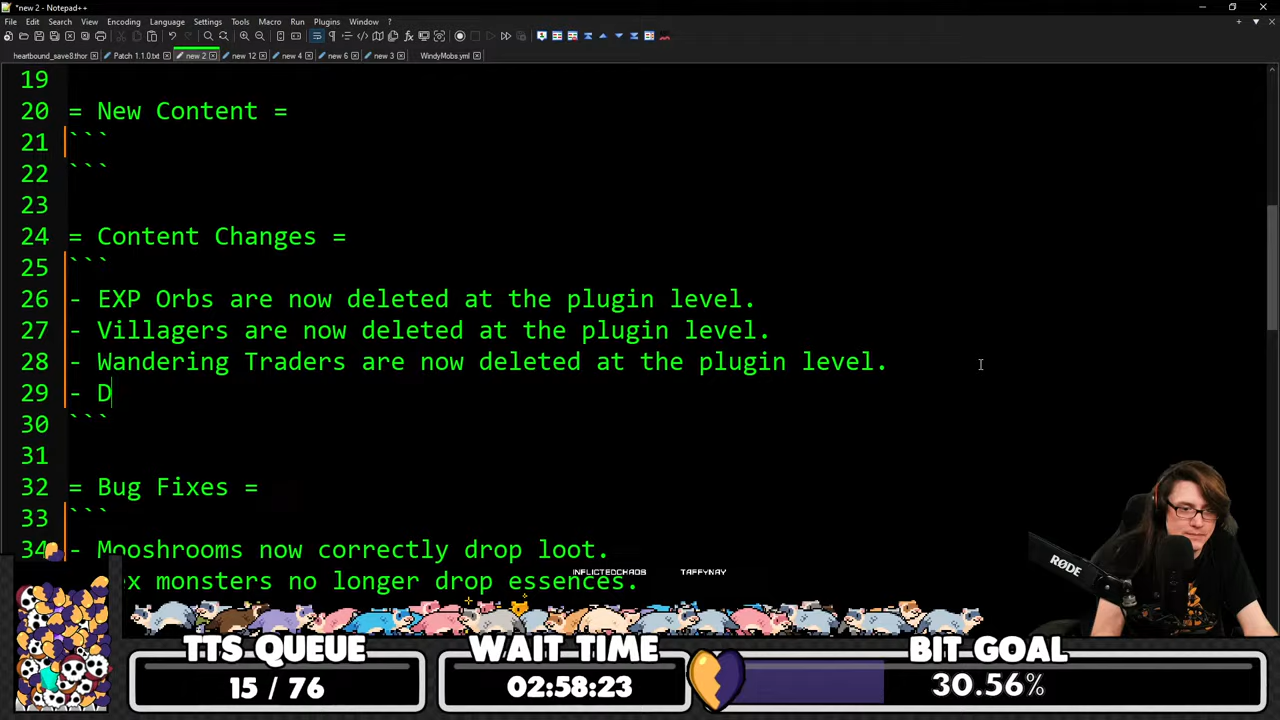 *new 2 - Notepad++
File Edit Search View Encoding Language Settings Tools Macro Run Plugins Window ?
heartbound_save8.thor Patch 1.1.0.txt new 2 new 12 new 4 new 6 new 3 WindyMobs.yml
19
20 = New Content =
21 ```
22 ```
23
24 = Content Changes =
25 ```
26 - EXP Orbs are now deleted at the plugin level.
27 - Villagers are now deleted at the plugin level.
28 - Wandering Traders are now deleted at the plugin level.
29 - D
30 ```
31
32 = Bug Fixes =
33 ```
34 - Mooshrooms now correctly drop loot.
ex monsters no longer drop essences.
INFLICTEDCHAOS TAFFYNAY
RØDE
TTS QUEUE WAIT TIME BIT GOAL
15 / 76 02:58:23 30.56%